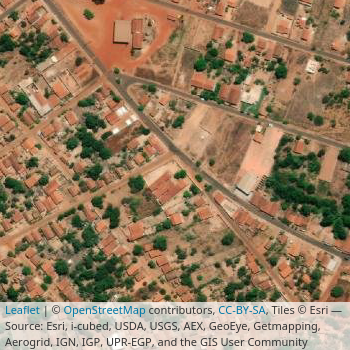 Leaflet | © OpenStreetMap contributors, CC-BY-SA, Tiles © Esri —
Source: Esri, i-cubed, USDA, USGS, AEX, GeoEye, Getmapping,
Aerogrid, IGN, IGP, UPR-EGP, and the GIS User Community